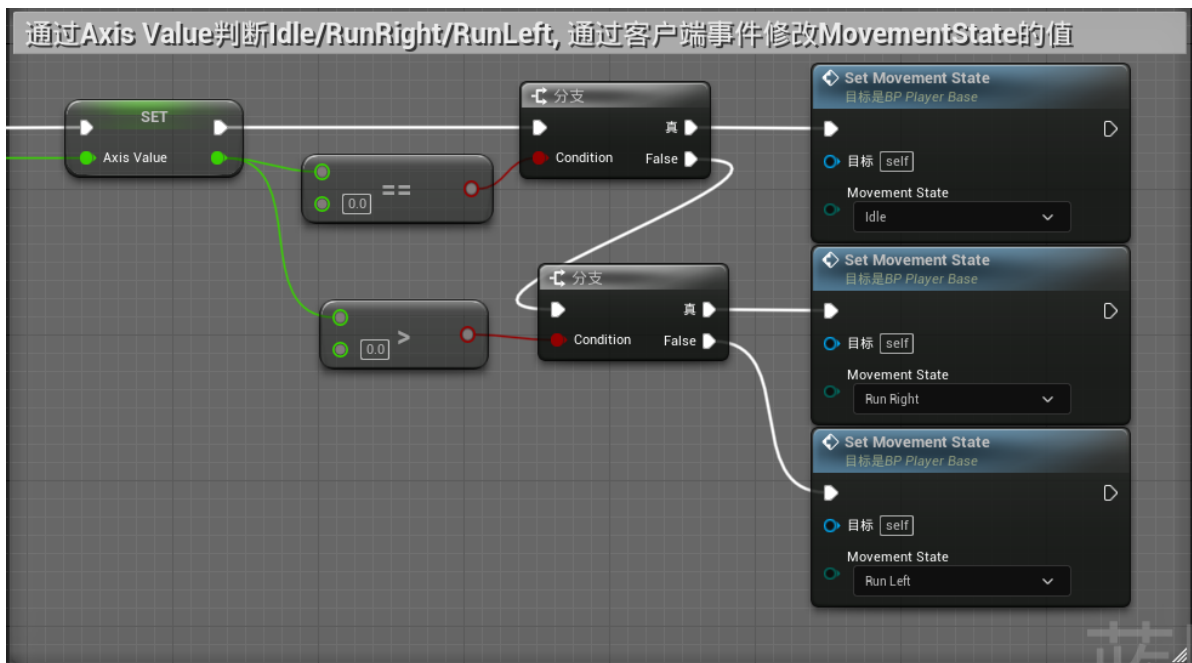 通过Axis Value判断Idle/RunRight/RunLeft, 通过客户端事件修改MovementState的值
SET
Axis Value
==
0.0
分支
真
Condition
False
Set Movement State
目标是BP Player Base
目标 self
Movement State
Idle
>
0.0
分支
真
Condition
False
Set Movement State
目标是BP Player Base
目标 self
Movement State
Run Right
Set Movement State
目标是BP Player Base
目标 self
Movement State
Run Left